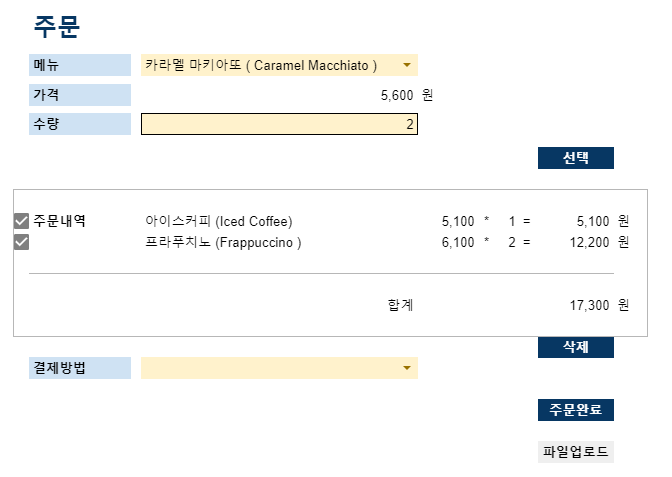 주문
메뉴 카라멜 마키아또 ( Caramel Macchiato )
가격 5,600 원
수량 2
선택
주문내역 아이스커피 (Iced Coffee) 5,100 * 1 = 5,100 원
프라푸치노 (Frappuccino ) 6,100 * 2 = 12,200 원
합계 17,300 원
삭제
결제방법
주문완료
파일업로드